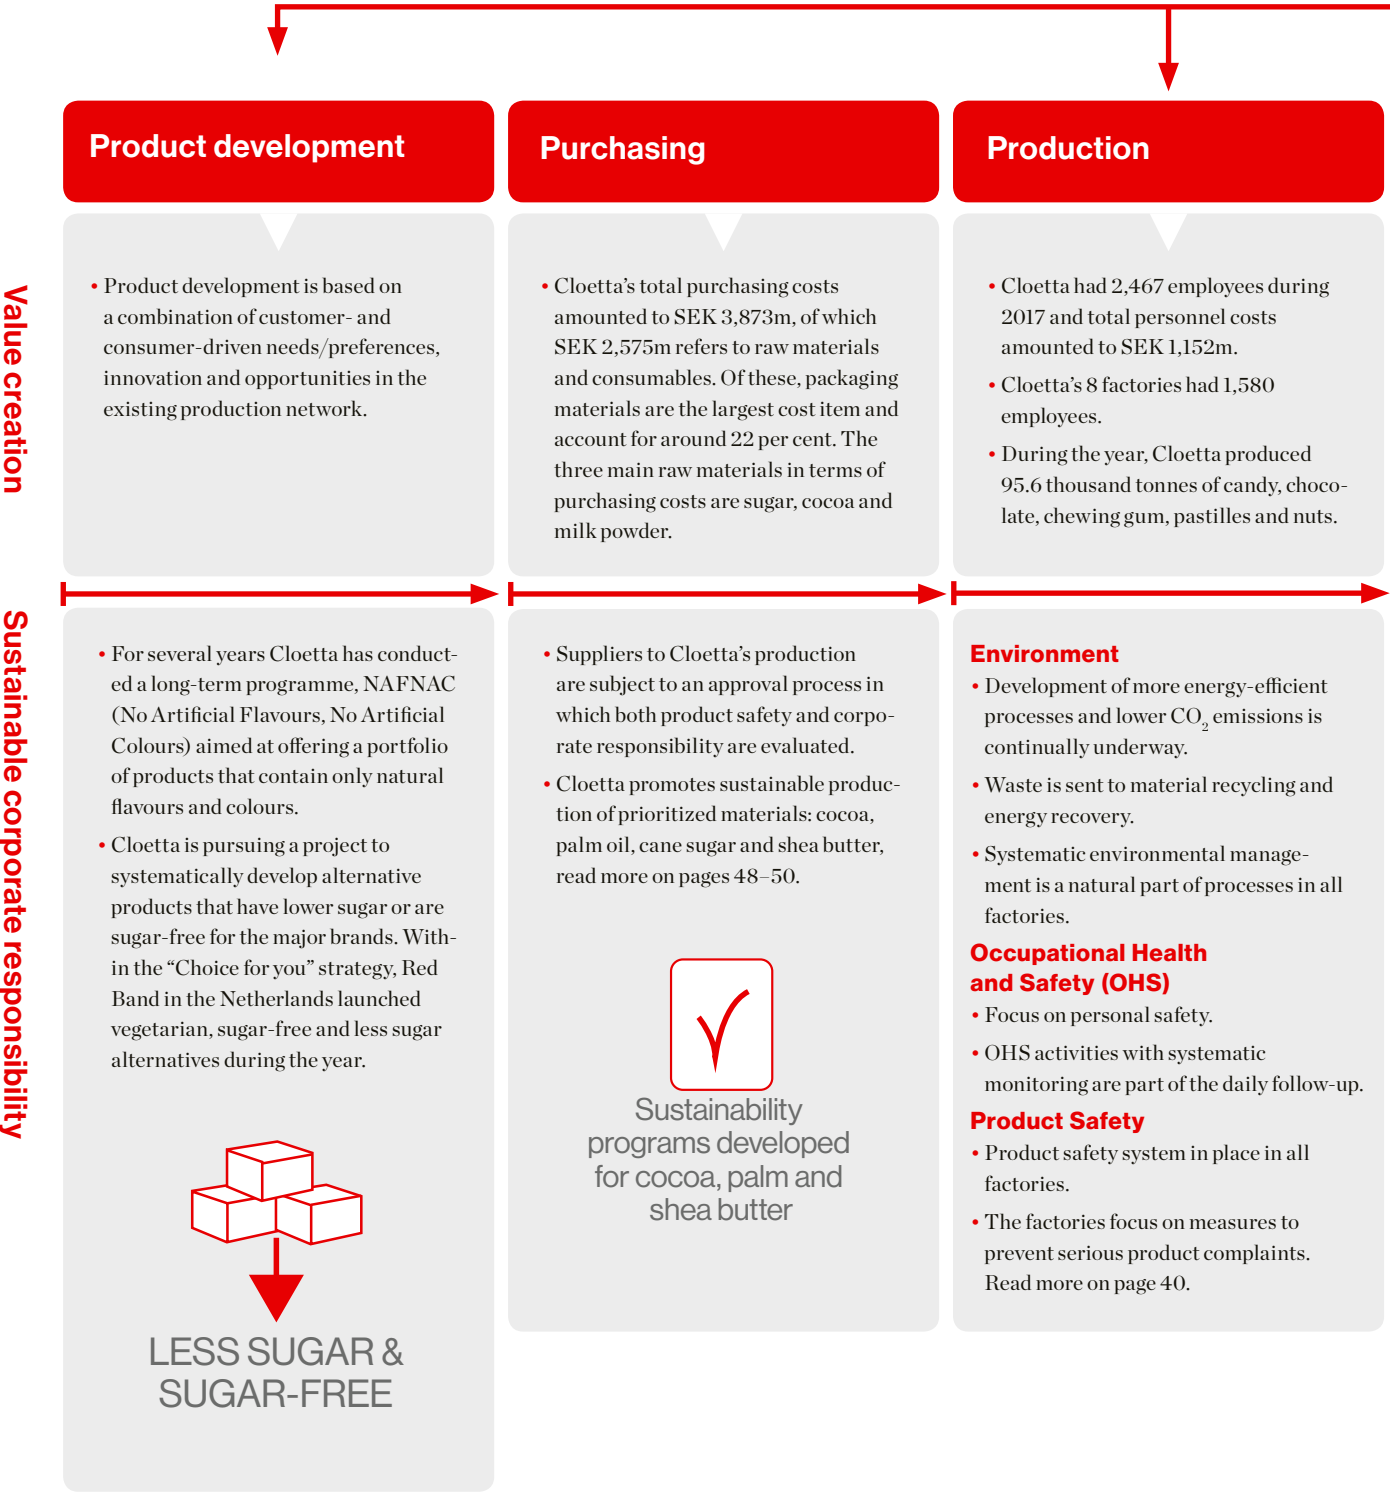 Product development
Purchasing
Production
Value creation
• Product development is based on
a combination of customer- and
consumer-driven needs/preferences,
innovation and opportunities in the
existing production network.
• Cloetta's total purchasing costs
amounted to SEK 3,873m, of which
SEK 2,575m refers to raw materials
and consumables. Of these, packaging
materials are the largest cost item and
account for around 22 per cent. The
three main raw materials in terms of
purchasing costs are sugar, cocoa and
milk powder.
• Cloetta had 2,467 employees during
2017 and total personnel costs
amounted to SEK 1,152m.
• Cloetta's 8 factories had 1,580
employees.
• During the year, Cloetta produced
95.6 thousand tonnes of candy, choco-
late, chewing gum, pastilles and nuts.
Sustainable corporate responsibility
• For several years Cloetta has conduct-
ed a long-term programme, NAFNAC
(No Artificial Flavours, No Artificial
Colours) aimed at offering a portfolio
of products that contain only natural
flavours and colours.
• Cloetta is pursuing a project to
systematically develop alternative
products that have lower sugar or are
sugar-free for the major brands. With-
in the “Choice for you” strategy, Red
Band in the Netherlands launched
vegetarian, sugar-free and less sugar
alternatives during the year.
LESS SUGAR &
SUGAR-FREE
• Suppliers to Cloetta's production
are subject to an approval process in
which both product safety and corpo-
rate responsibility are evaluated.
• Cloetta promotes sustainable produc-
tion of prioritized materials: cocoa,
palm oil, cane sugar and shea butter,
read more on pages 48–50.
Sustainability
programs developed
for cocoa, palm and
shea butter
Environment
• Development of more energy-efficient
processes and lower CO₂ emissions is
continually underway.
• Waste is sent to material recycling and
energy recovery.
• Systematic environmental manage-
ment is a natural part of processes in all
factories.
Occupational Health
and Safety (OHS)
• Focus on personal safety.
• OHS activities with systematic
monitoring are part of the daily follow-up.
Product Safety
• Product safety system in place in all
factories.
• The factories focus on measures to
prevent serious product complaints.
Read more on page 40.